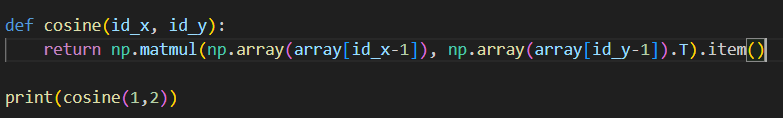 def cosine(id_x, id_y):
    return np.matmul(np.array(array[id_x-1]), np.array(array[id_y-1]).T).item()
print(cosine(1,2))